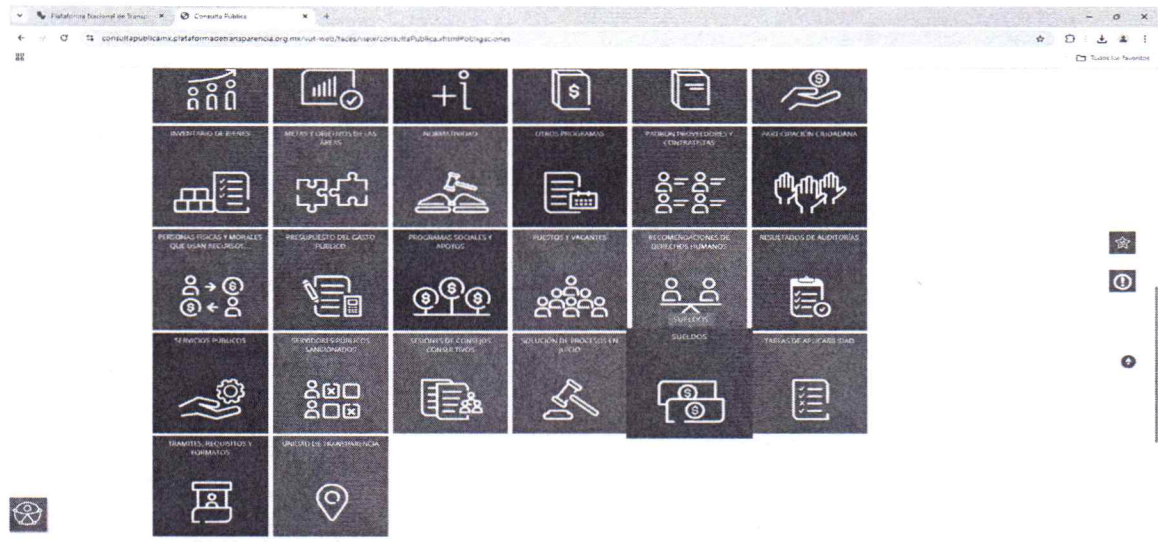 Plataforma Nacional de Transp
Consulta Pública
consultapublicamx.plataformadetransparencia.org.mx/vut-web/faces/view/consultaPublica.xhtml#obligaciones
Todos los favoritos
+i
$
$
INVENTARIO DE BIENES
METAS Y OBJETIVOS DE LAS
ÁREAS
NORMATIVIDAD
OTROS PROGRAMAS
PADRÓN PROVEEDORES Y
CONTRATISTAS
PARTICIPACIÓN CIUDADANA
PERSONAS FÍSICAS Y MORALES
QUE USAN RECURSOS...
PRESUPUESTO DEL GASTO
PÚBLICO
PROGRAMAS SOCIALES Y
APOYOS
PUESTOS Y VACANTES
RECOMENDACIONES DE
DERECHOS HUMANOS
RESULTADOS DE AUDITORÍAS
SUELDOS
SERVICIOS PÚBLICOS
SERVIDORES PÚBLICOS
SANCIONADOS
SESIONES DE CONSEJOS
CONSULTIVOS
SOLUCIÓN DE PROCESOS EN
JUICIO
SUELDOS
TABLAS DE APLICABILIDAD
TRÁMITES, REQUISITOS Y
FORMATOS
UNIDAD DE TRANSPARENCIA